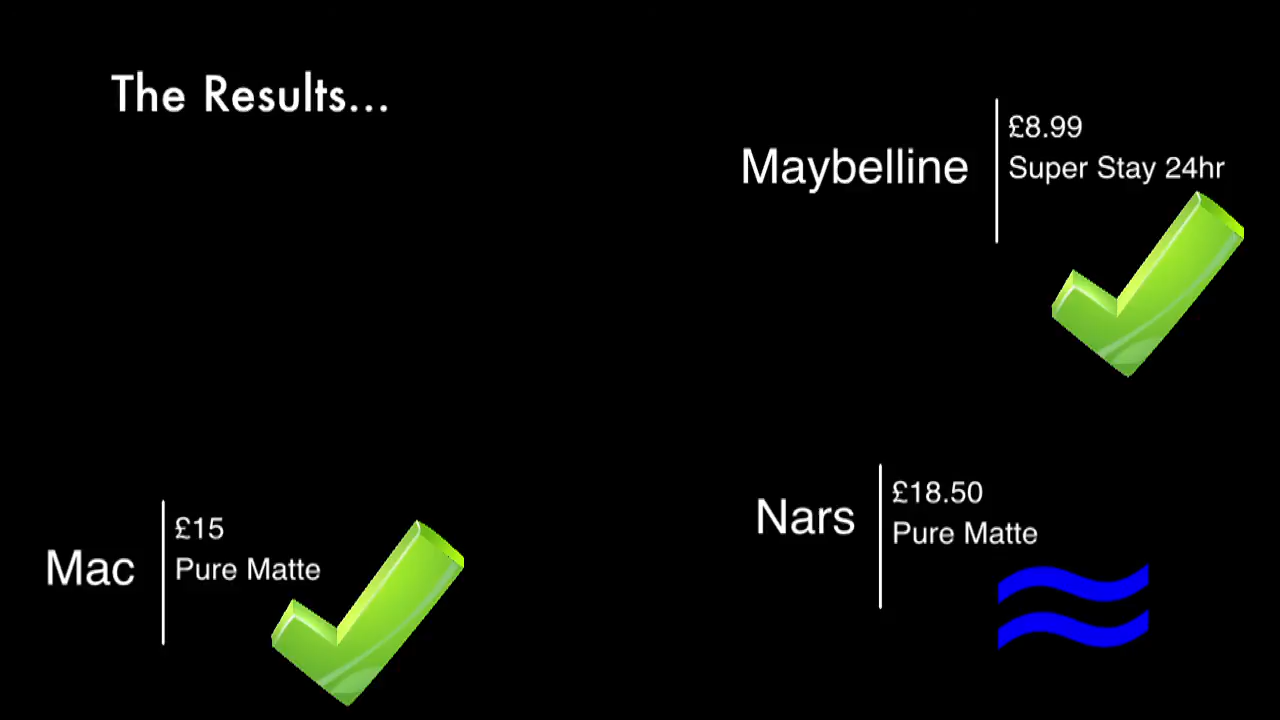 The Results...
Maybelline
£8.99
Super Stay 24hr
Mac
£15
Pure Matte
Nars
£18.50
Pure Matte